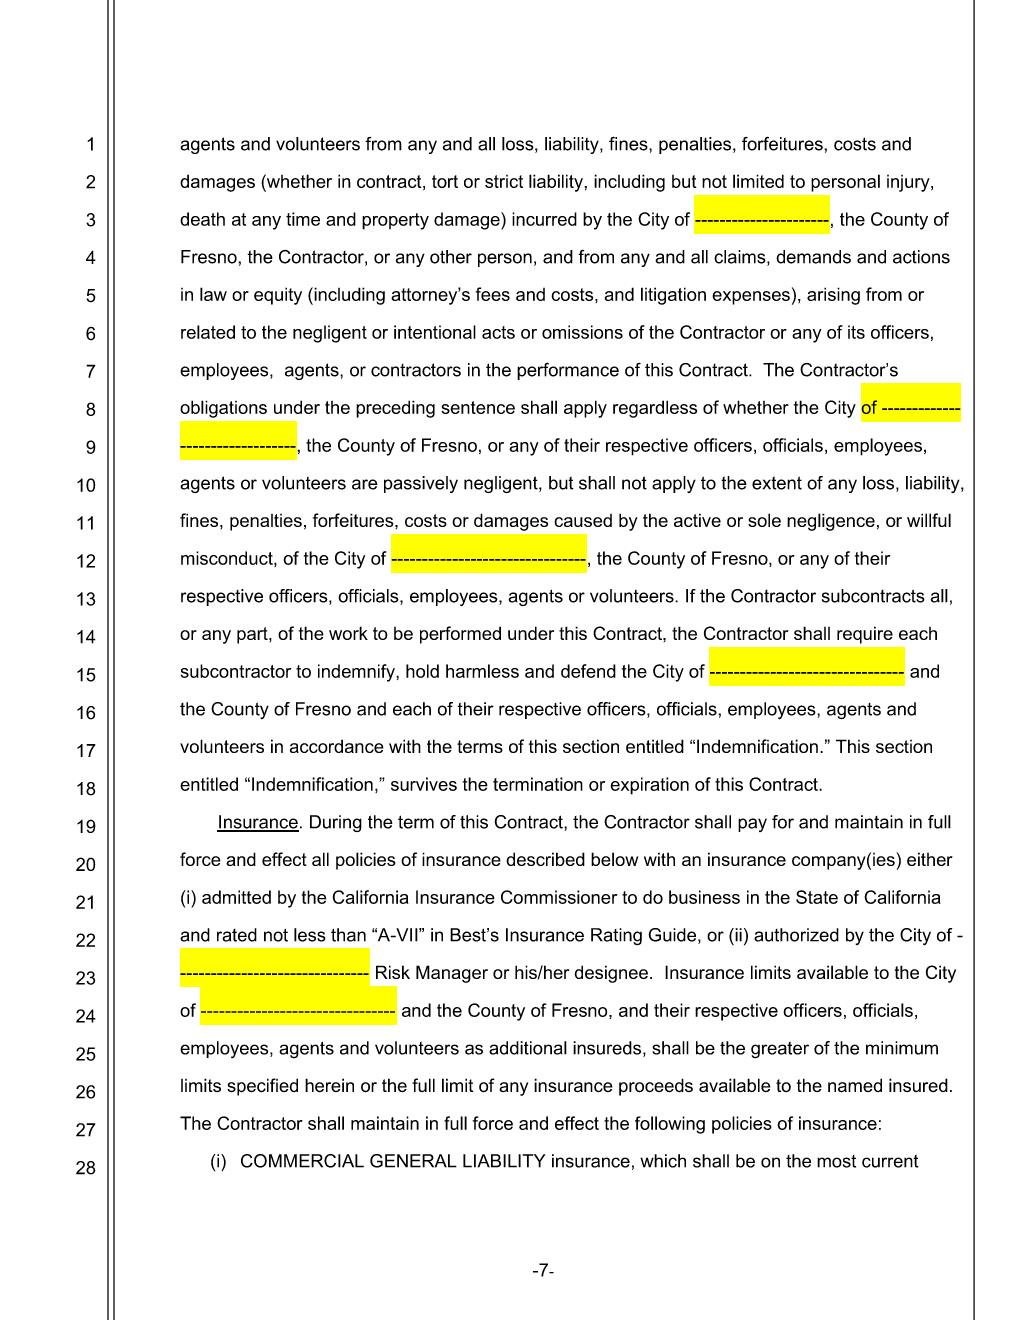 1 agents and volunteers from any and all loss, liability, fines, penalties, forfeitures, costs and
2 damages (whether in contract, tort or strict liability, including but not limited to personal injury,
3 death at any time and property damage) incurred by the City of ----------------------, the County of
4 Fresno, the Contractor, or any other person, and from any and all claims, demands and actions
5 in law or equity (including attorney’s fees and costs, and litigation expenses), arising from or
6 related to the negligent or intentional acts or omissions of the Contractor or any of its officers,
7 employees,  agents, or contractors in the performance of this Contract.  The Contractor’s
8 obligations under the preceding sentence shall apply regardless of whether the City of -------------
9 -------------------, the County of Fresno, or any of their respective officers, officials, employees,
10 agents or volunteers are passively negligent, but shall not apply to the extent of any loss, liability,
11 fines, penalties, forfeitures, costs or damages caused by the active or sole negligence, or willful
12 misconduct, of the City of --------------------------------, the County of Fresno, or any of their
13 respective officers, officials, employees, agents or volunteers. If the Contractor subcontracts all,
14 or any part, of the work to be performed under this Contract, the Contractor shall require each
15 subcontractor to indemnify, hold harmless and defend the City of -------------------------------- and
16 the County of Fresno and each of their respective officers, officials, employees, agents and
17 volunteers in accordance with the terms of this section entitled “Indemnification.” This section
18 entitled “Indemnification,” survives the termination or expiration of this Contract.
19 Insurance. During the term of this Contract, the Contractor shall pay for and maintain in full
20 force and effect all policies of insurance described below with an insurance company(ies) either
21 (i) admitted by the California Insurance Commissioner to do business in the State of California
22 and rated not less than “A-VII” in Best’s Insurance Rating Guide, or (ii) authorized by the City of -
23 ------------------------------- Risk Manager or his/her designee.  Insurance limits available to the City
24 of -------------------------------- and the County of Fresno, and their respective officers, officials,
25 employees, agents and volunteers as additional insureds, shall be the greater of the minimum
26 limits specified herein or the full limit of any insurance proceeds available to the named insured.
27 The Contractor shall maintain in full force and effect the following policies of insurance:
28 (i) COMMERCIAL GENERAL LIABILITY insurance, which shall be on the most current
-7-